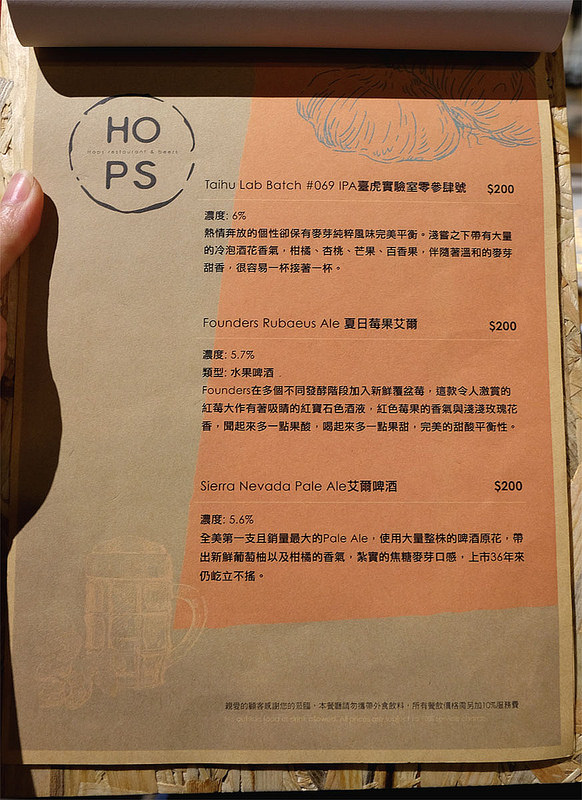 HO
hops restaurant & beers
PS
Taihu Lab Batch #069 IPA臺虎實驗室零參肆號 $200
濃度: 6%
熱情奔放的個性卻保有麥芽純粹風味完美平衡。淺嘗之下帶有大量
的冷泡酒花香氣，柑橘、杏桃、芒果、百香果，伴隨著溫和的麥芽
甜香，很容易一杯接著一杯。
Founders Rubaeus Ale 夏日莓果艾爾 $200
濃度: 5.7%
類型: 水果啤酒
Founders在多個不同發酵階段加入新鮮覆盆莓，這款令人激賞的
紅莓大作有著吸睛的紅寶石色酒液，紅色莓果的香氣與淺淺玫瑰花
香，聞起來多一點果酸，喝起來多一點果甜，完美的甜酸平衡性。
Sierra Nevada Pale Ale艾爾啤酒 $200
濃度: 5.6%
全美第一支且銷量最大的Pale Ale，使用大量整株的啤酒原花，帶
出新鮮葡萄柚以及柑橘的香氣，紮實的焦糖麥芽口感，上市36年來
仍屹立不搖。
親愛的顧客感謝您的蒞臨，本餐廳請勿攜帶外食飲料，所有餐飲價格需另加10%服務費